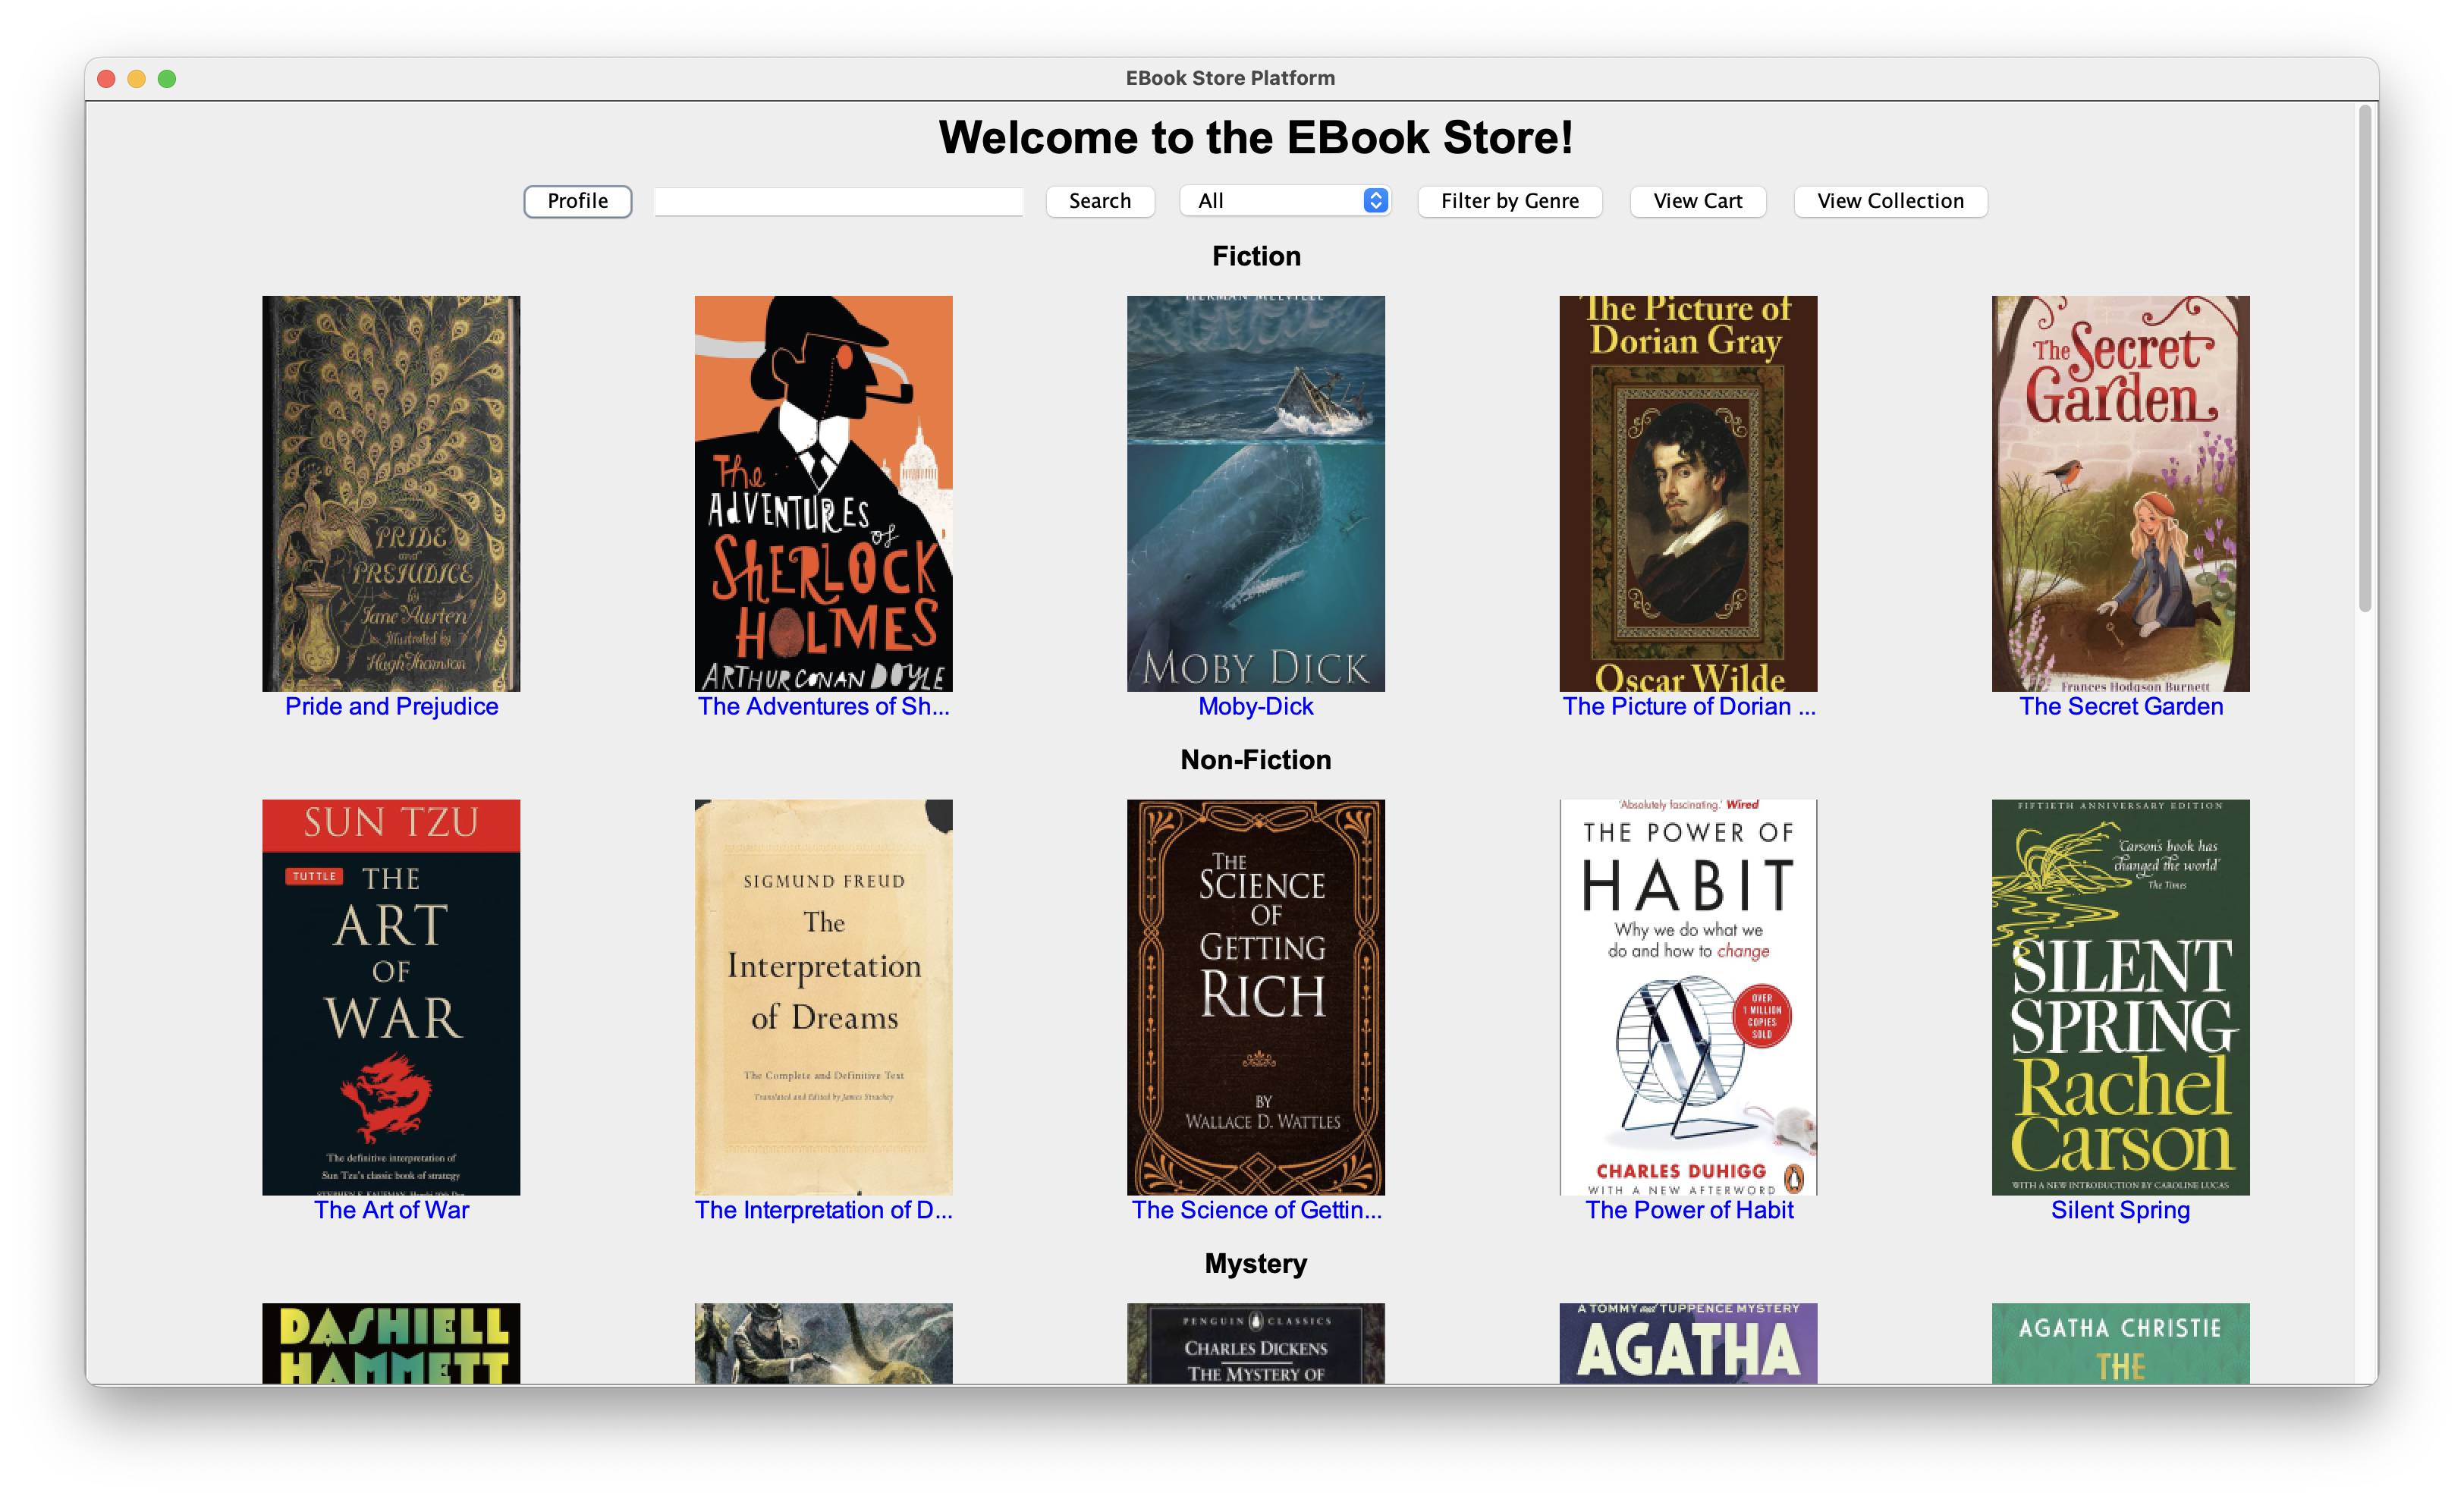 EBook Store Platform
Welcome to the EBook Store!
Profile
Search
All
Filter by Genre
View Cart
View Collection
Fiction
PRIDE
and
PREJUDICE
by
Jane Austen
Illustrated by
Hugh Thomson
Pride and Prejudice
The
ADVENTURES
of
SHERLOCK
HOLMES
ARTHUR CONAN DOYLE
The Adventures of Sh...
HERMAN MELVILLE
MOBY DICK
Moby-Dick
The Picture of
Dorian Gray
Oscar Wilde
The Picture of Dorian ...
The Secret
Garden
Frances Hodgson Burnett
The Secret Garden
Non-Fiction
SUN TZU
TUTTLE
THE
ART
OF
WAR
The definitive interpretation of
Sun Tzu's classic book of strategy
The Art of War
SIGMUND FREUD
The
Interpretation
of Dreams
The Complete and Definitive Text
Translated and Edited by James Strachey
The Interpretation of D...
THE
SCIENCE
OF
GETTING
RICH
BY
WALLACE D. WATTLES
The Science of Gettin...
'Absolutely fascinating.' Wired
THE POWER OF
HABIT
Why we do what we
do and how to change
OVER
1 MILLION
COPIES
SOLD
CHARLES DUHIGG
WITH A NEW AFTERWORD
The Power of Habit
FIFTIETH ANNIVERSARY EDITION
'Carson's book has
changed the world'
The Times
SILENT
SPRING
Rachel
Carson
WITH A NEW INTRODUCTION BY CAROLINE LUCAS
Silent Spring
Mystery
DASHIELL
HAMMETT
PENGUIN CLASSICS
CHARLES DICKENS
THE MYSTERY OF
A TOMMY and TUPPENCE MYSTERY
AGATHA
AGATHA CHRISTIE
THE